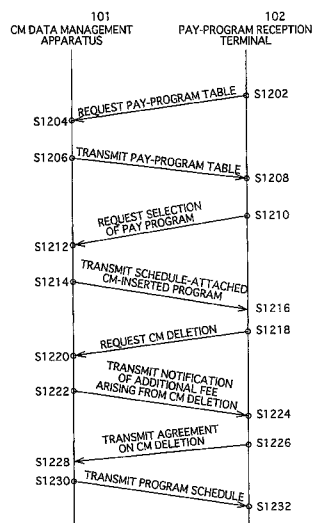 101
CM DATA MANAGEMENT
APPARATUS
102
PAY-PROGRAM RECEPTION
TERMINAL
S1202
REQUEST PAY-PROGRAM TABLE
S1204
S1206
TRANSMIT PAY-PROGRAM TABLE
S1208
S1210
REQUEST SELECTION
OF PAY PROGRAM
S1212
S1214
TRANSMIT SCHEDULE-ATTACHED
CM-INSERTED PROGRAM
S1216
S1218
REQUEST CM DELETION
S1220
S1222
TRANSMIT NOTIFICATION
OF ADDITIONAL FEE
ARISING FROM CM DELETION
S1224
S1226
TRANSMIT AGREEMENT
ON CM DELETION
S1228
S1230
TRANSMIT PROGRAM SCHEDULE
S1232